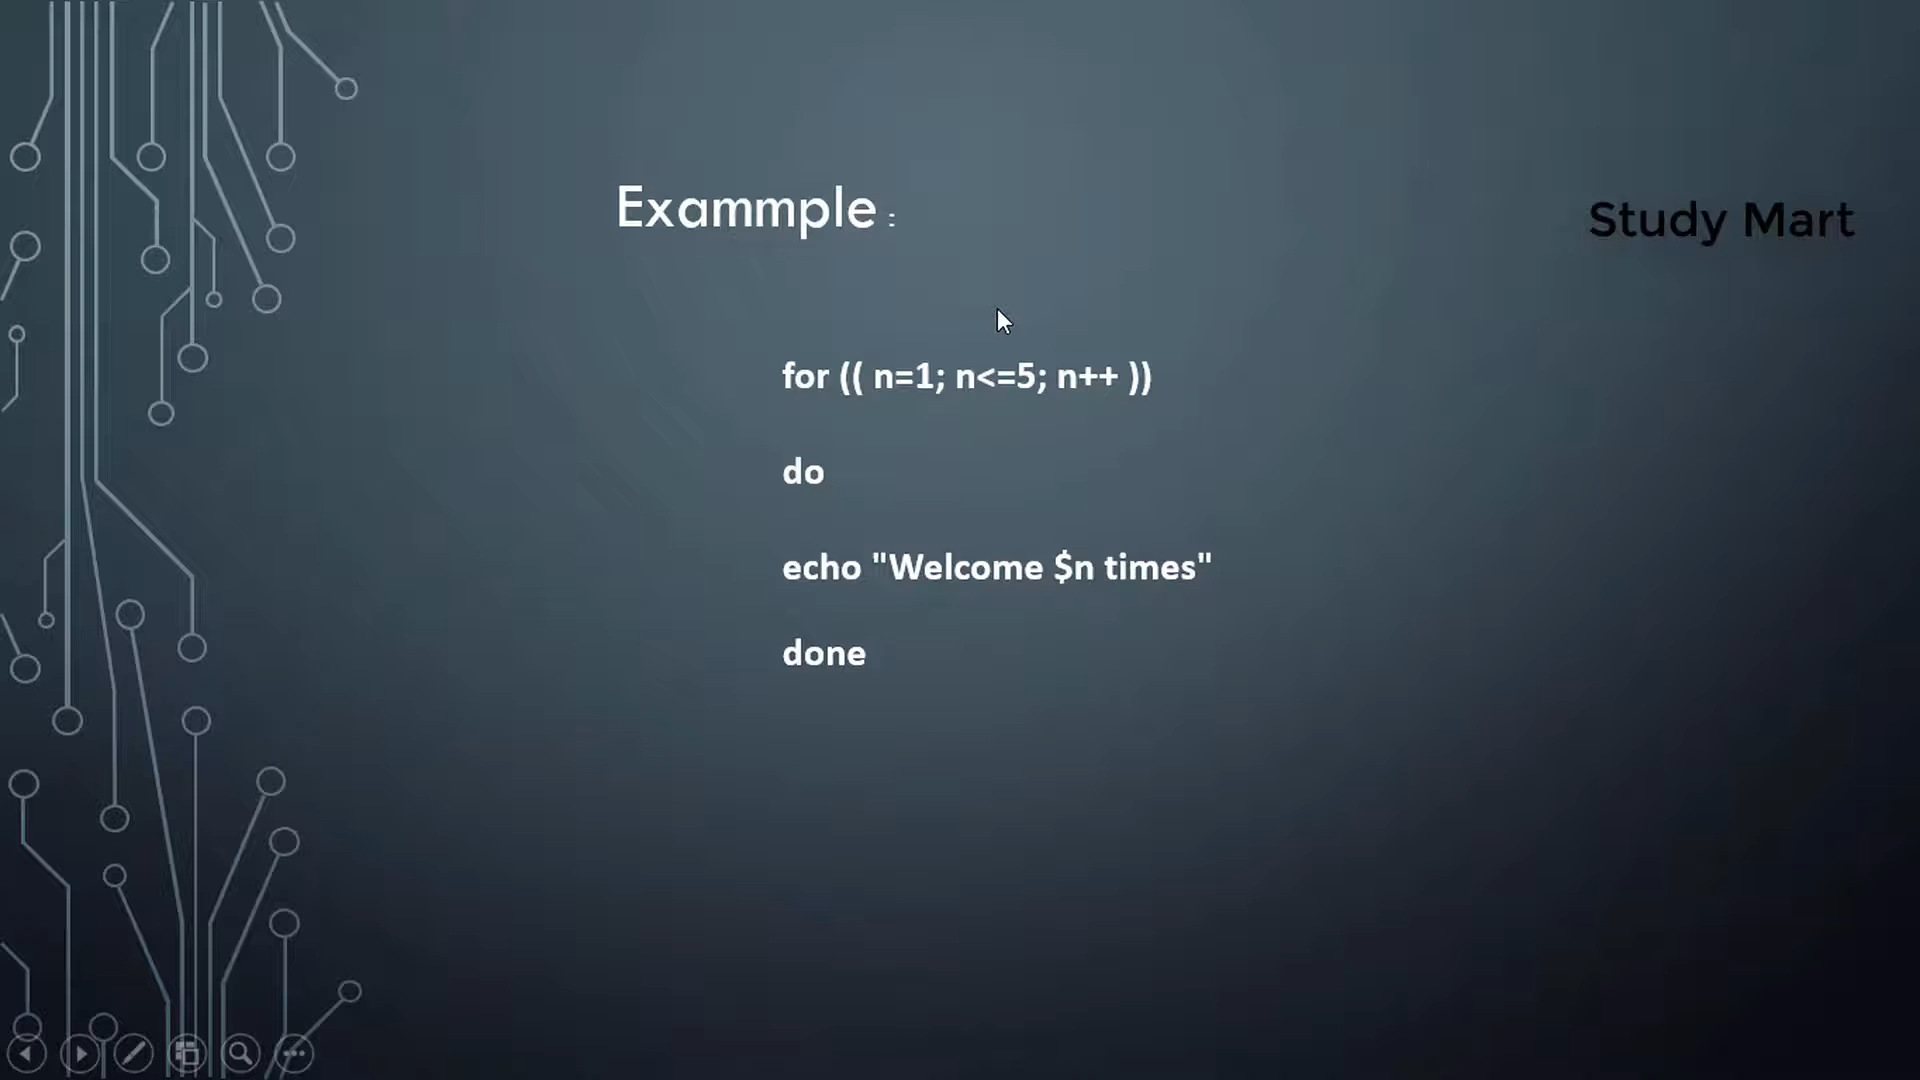 Exammple :
Study Mart
for (( n=1; n<=5; n++ ))
do
echo "Welcome $n times"
done